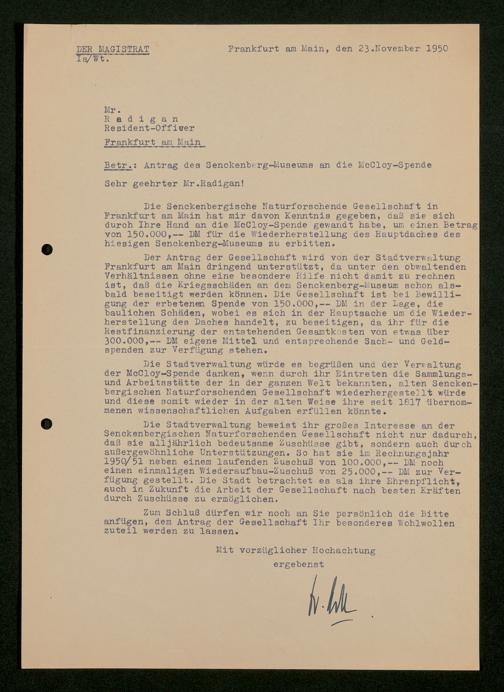 DER MAGISTRAT
Frankfurt am Main, den 23.November 1950
Ia/Wt.
Mr.
R a d i g a n
Resident-Offiwer
Frankfurt am Main
Betr.: Antrag des Senckenberg-Museums an die McCloy-Spende
Sehr geehrter Mr.Radigan!
Die Senckenbergische Naturforschende Gesellschaft in
Frankfurt am Main hat mir davon Kenntnis gegeben, daß sie sich
durch Ihre Hand an die McCloy-Spende gewandt habe, um einen Betrag
von 150.000,-- DM für die Wiederherstellung des Hauptdaches des
hiesigen Senckenberg-Museums zu erbitten.
Der Antrag der Gesellschaft wird von der Stadtverwaltung
Frankfurt am Main dringend unterstützt, da unter den obwaltenden
Verhältnissen ohne eine besondere Hilfe nicht damit zu rechnen
ist, daß die Kriegsschäden an dem Senckenberg-Museum schon als-
bald beseitigt werden können. Die Gesellschaft ist bei Bewilli-
gung der erbetenen Spende von 150.000,-- DM in der Lage, die
baulichen Schäden, wobei es sich in der Hauptsache um die Wieder-
herstellung des Daches handelt, zu beseitigen, da ihr für die
Restfinanzierung der entstehenden Gesamtkosten von etwas über
300.000,-- DM eigene Mittel und entsprechende Sach- und Geld-
spenden zur Verfügung stehen.
Die Stadtverwaltung würde es begrüßen und der Verwaltung
der McCloy-Spende danken, wenn durch ihr Eintreten die Sammlungs-
und Arbeitsstätte der in der ganzen Welt bekannten, alten Sencken-
bergischen Naturforschenden Gesellschaft wiederhergestellt würde
und diese somit wieder in der alten Weise ihre seit 1817 übernom-
menen wissenschaftlichen Aufgaben erfüllen könnte.
Die Stadtverwaltung beweist ihr großes Interesse an der
Senckenbergischen Naturforschenden Gesellschaft nicht nur dadurch,
daß sie alljährlich bedeutsame Zuschüsse gibt, sondern auch durch
außergewöhnliche Unterstützungen. So hat sie im Rechnungsjahr
1950/51 neben einem laufenden Zuschuß von 100.000,-- DM noch
einen einmaligen Wiederaufbau-Zuschuß von 25.000,-- DM zur Ver-
fügung gestellt. Die Stadt betrachtet es als ihre Ehrenpflicht,
auch in Zukunft die Arbeit der Gesellschaft nach besten Kräften
durch Zuschüsse zu ermöglichen.
Zum Schluß dürfen wir noch an Sie persönlich die Bitte
anfügen, dem Antrag der Gesellschaft Ihr besonderes Wohlwollen
zuteil werden zu lassen.
Mit vorzüglicher Hochachtung
ergebenst